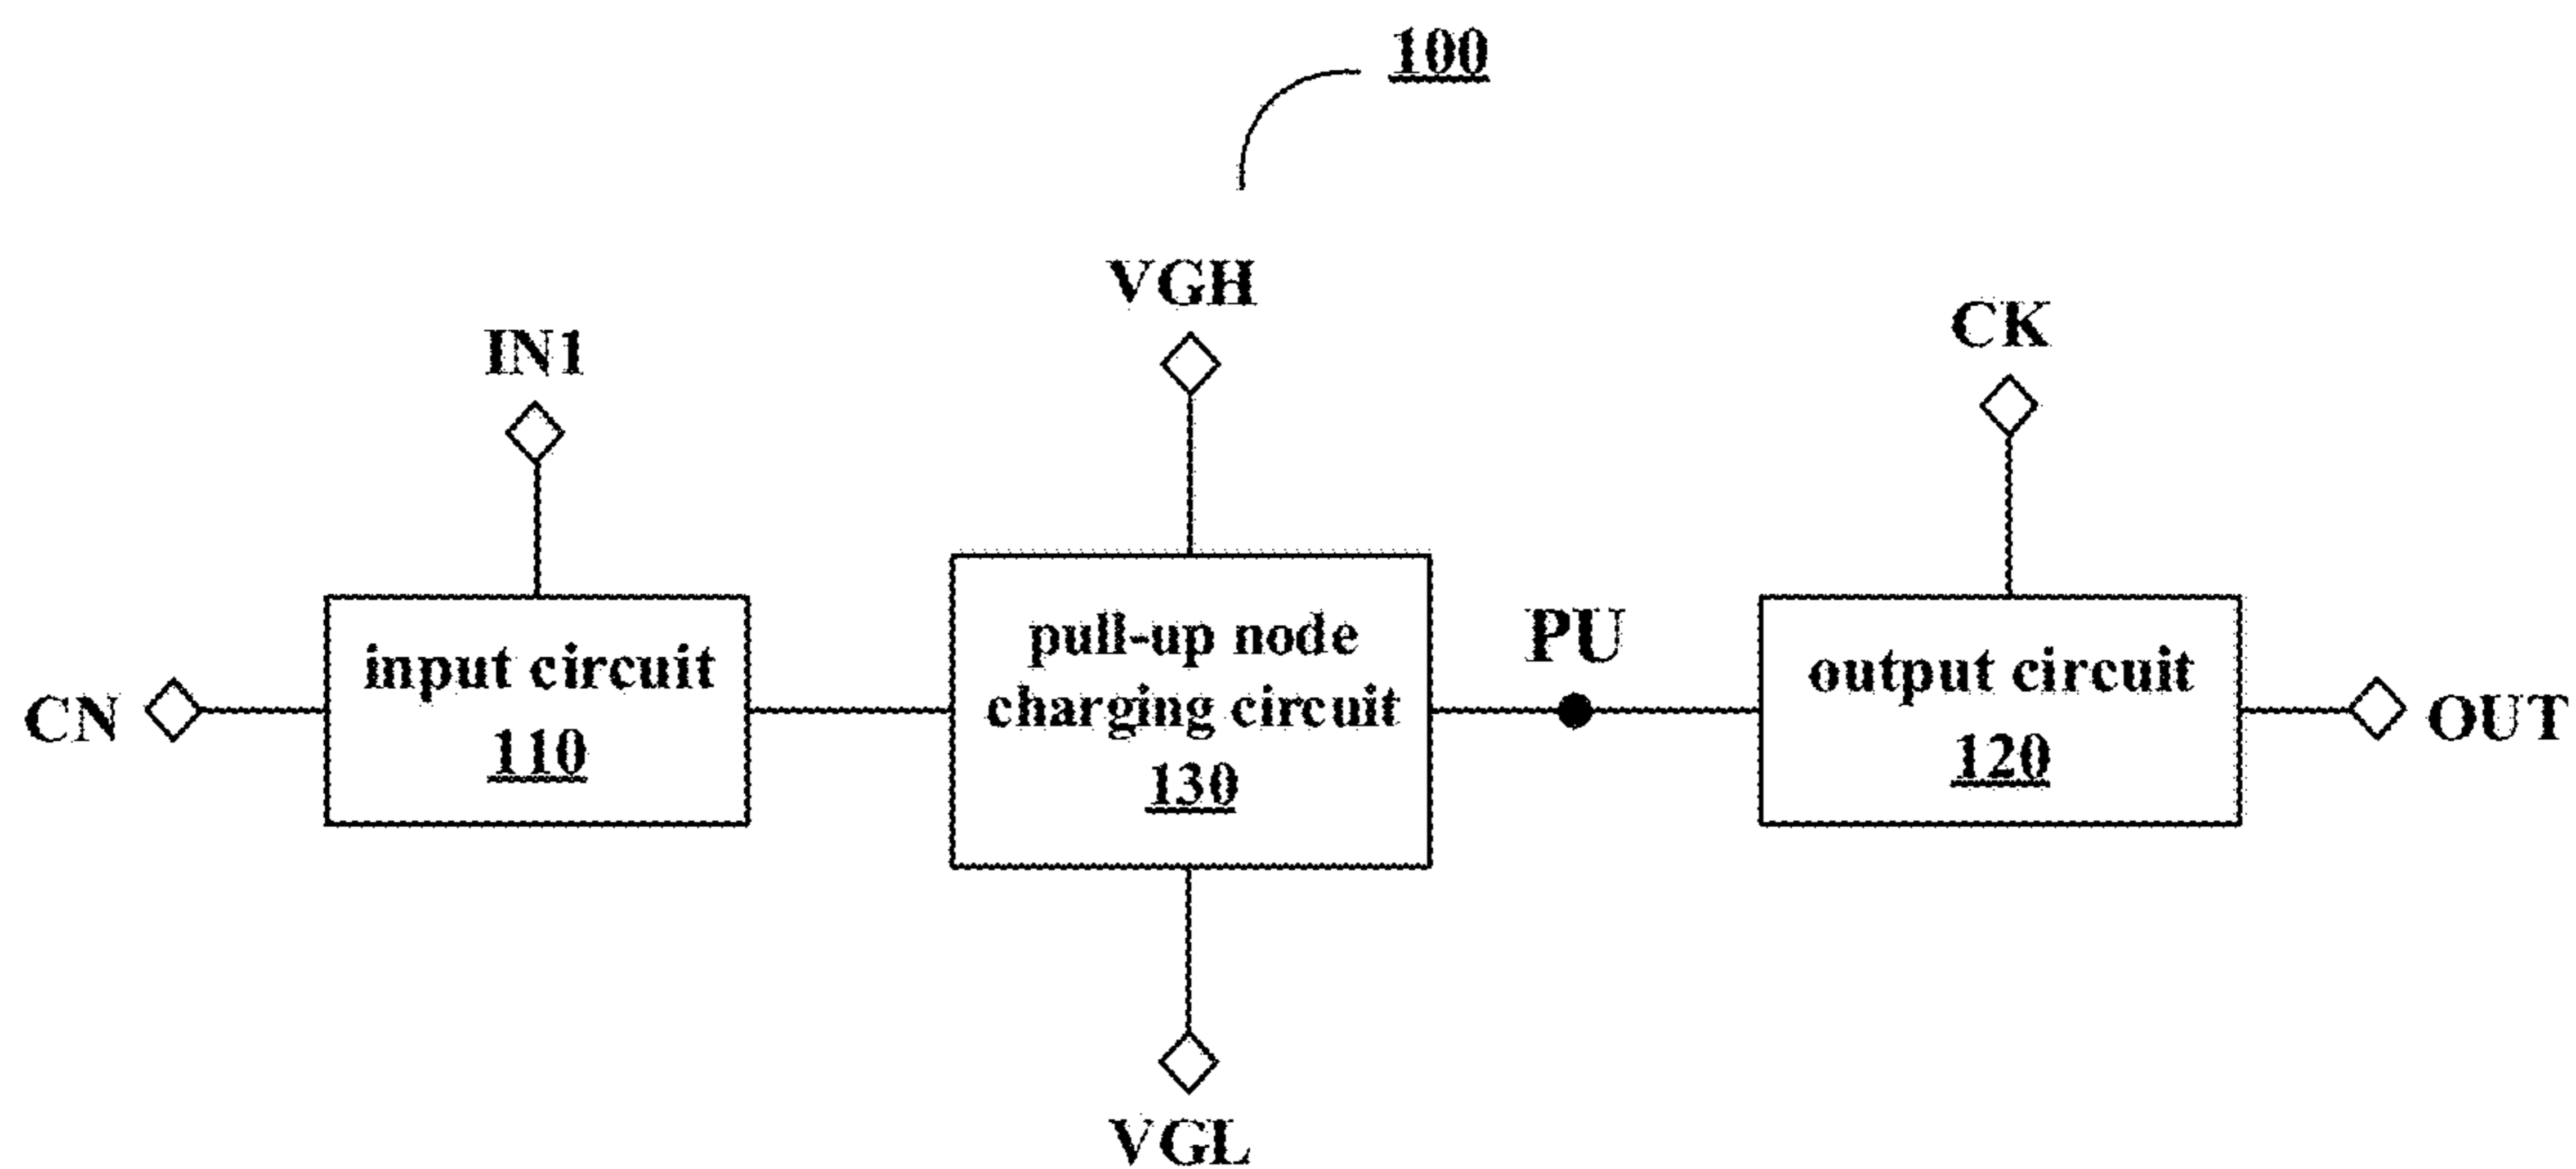 100
VGH
CK
IN1
PU
CN
input circuit
110
pull-up node
charging circuit
130
output circuit
120
OUT
VGL